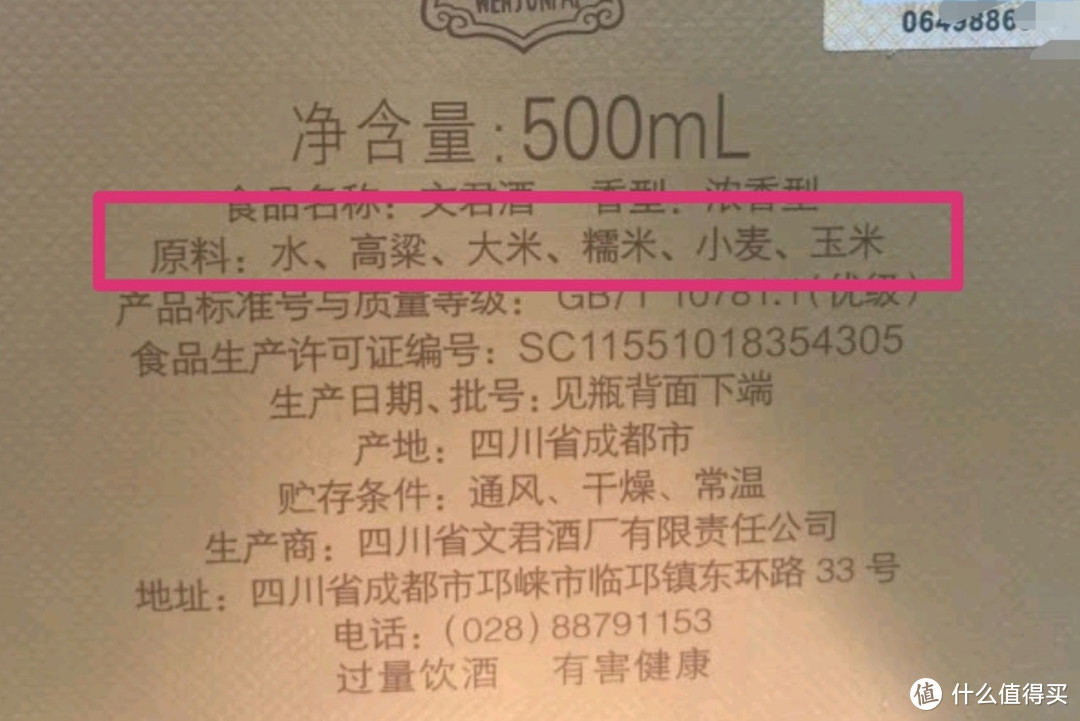 WENJUNPAI
净含量：500mL
食品名称：文君酒 香型：浓香型
原料：水、高粱、大米、糯米、小麦、玉米
产品标准号与质量等级：GB/T 10781.1(优级)
食品生产许可证编号：SC11551018354305
生产日期、批号：见瓶背面下端
产地：四川省成都市
贮存条件：通风、干燥、常温
生产商：四川省文君酒厂有限责任公司
地址：四川省成都市邛崃市临邛镇东环路 33 号
电话：(028) 88791153
过量饮酒 有害健康
值 什么值得买